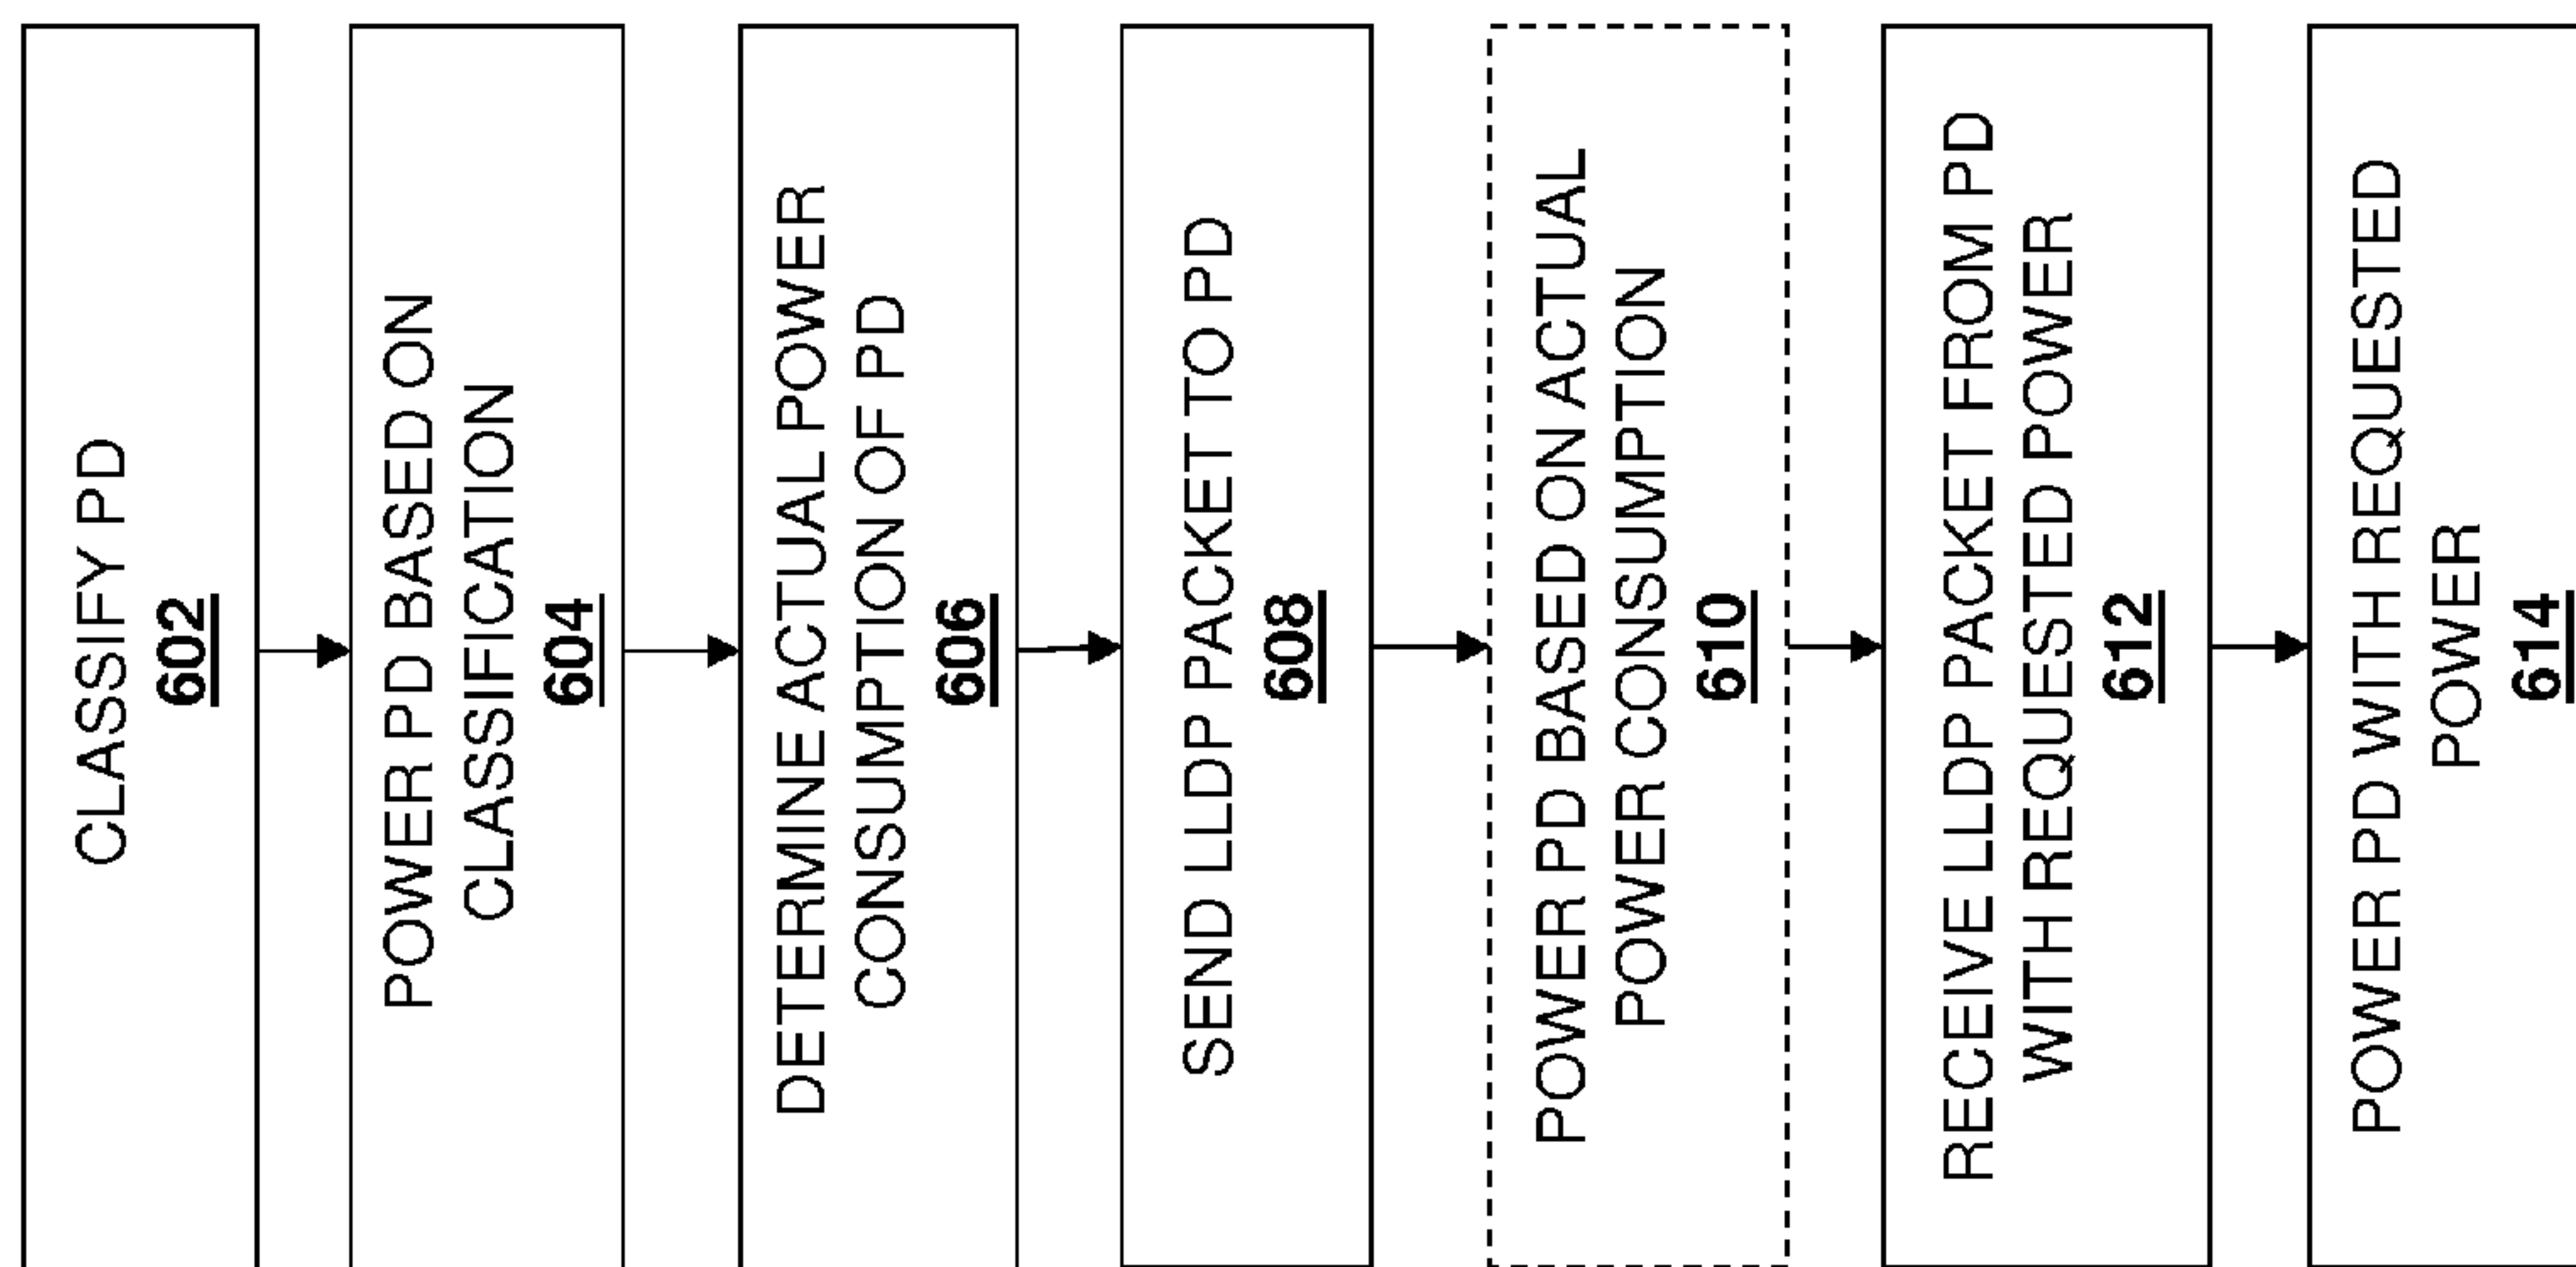 CLASSIFY PD
602
POWER PD BASED ON
CLASSIFICATION
604
DETERMINE ACTUAL POWER
CONSUMPTION OF PD
606
SEND LLDP PACKET TO PD
608
POWER PD BASED ON ACTUAL
POWER CONSUMPTION
610
RECEIVE LLDP PACKET FROM PD
WITH REQUESTED POWER
612
POWER PD WITH REQUESTED
POWER
614